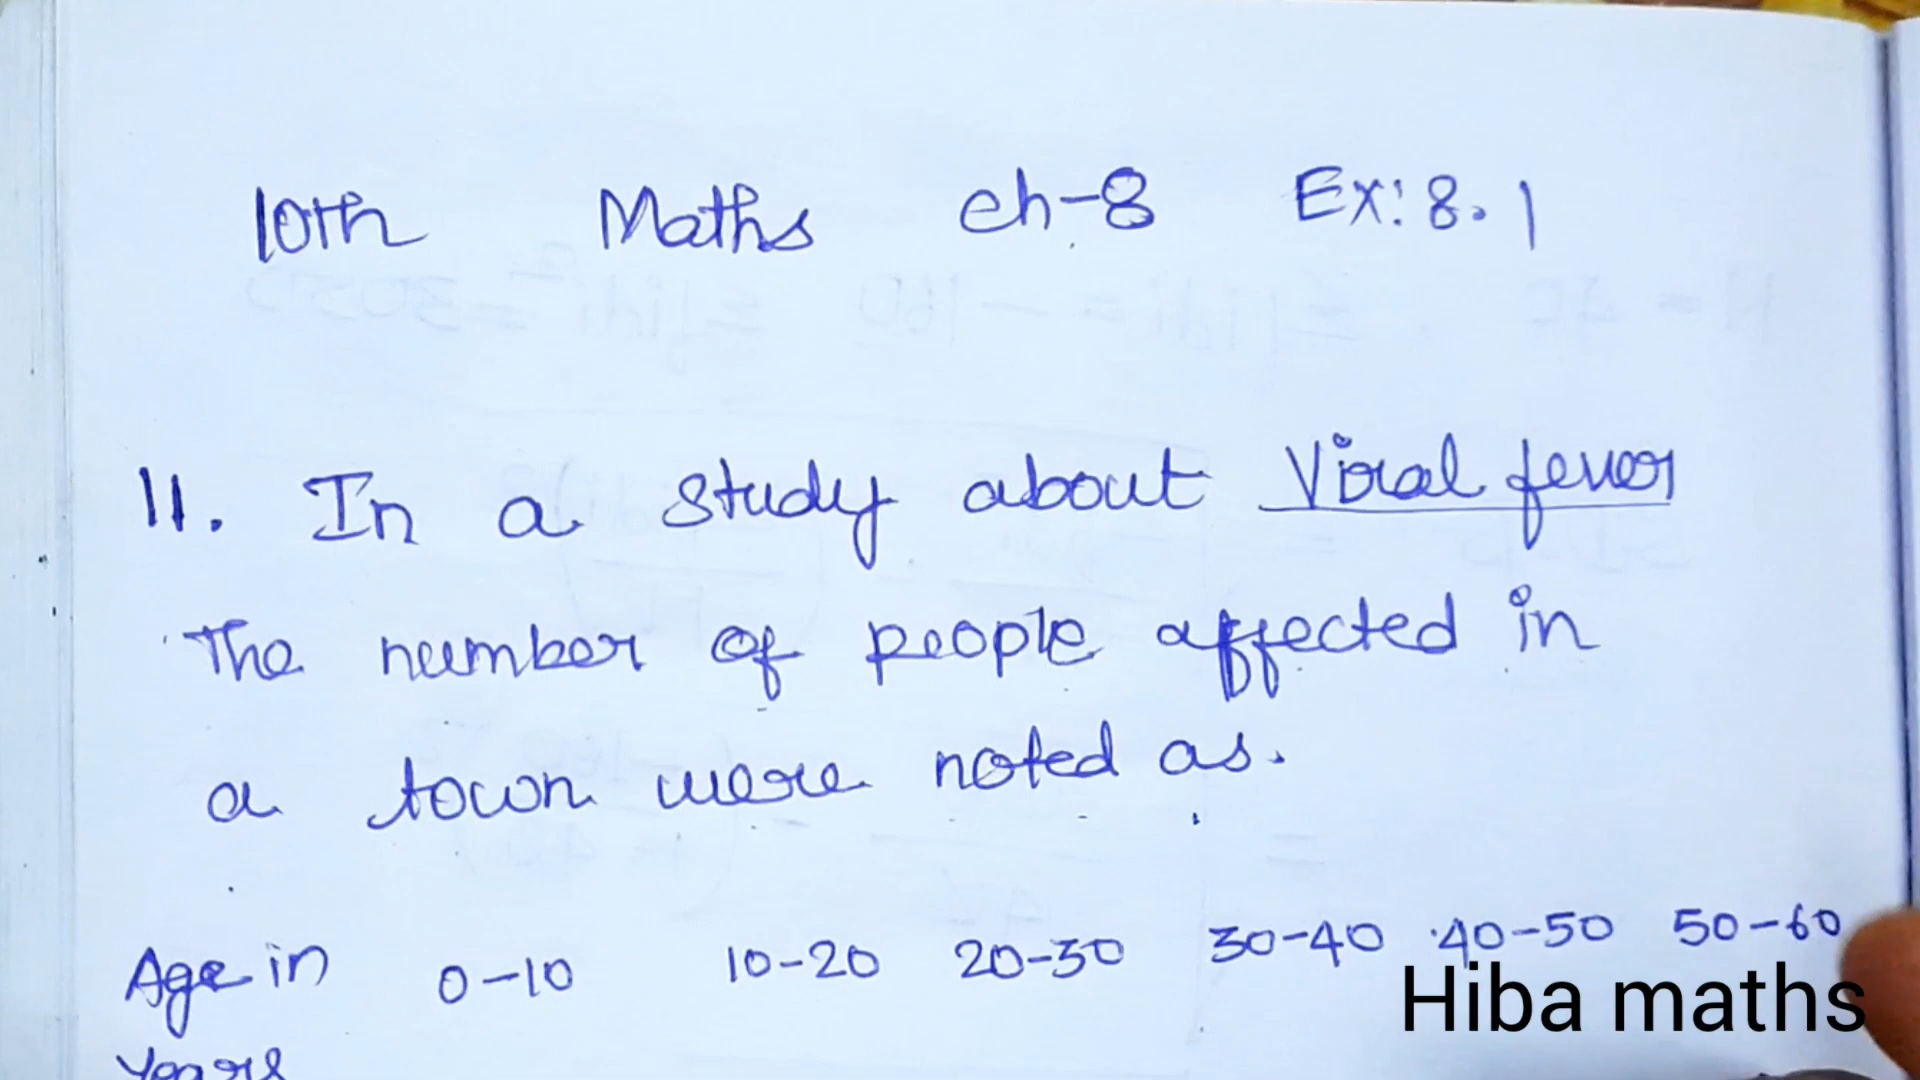 10th Maths ch-8 Ex: 8.1
11. In a study about Viral fever
The number of people affected in
a town were noted as.
Age in 0-10 10-20 20-30 30-40 40-50 50-60
years
Hiba maths